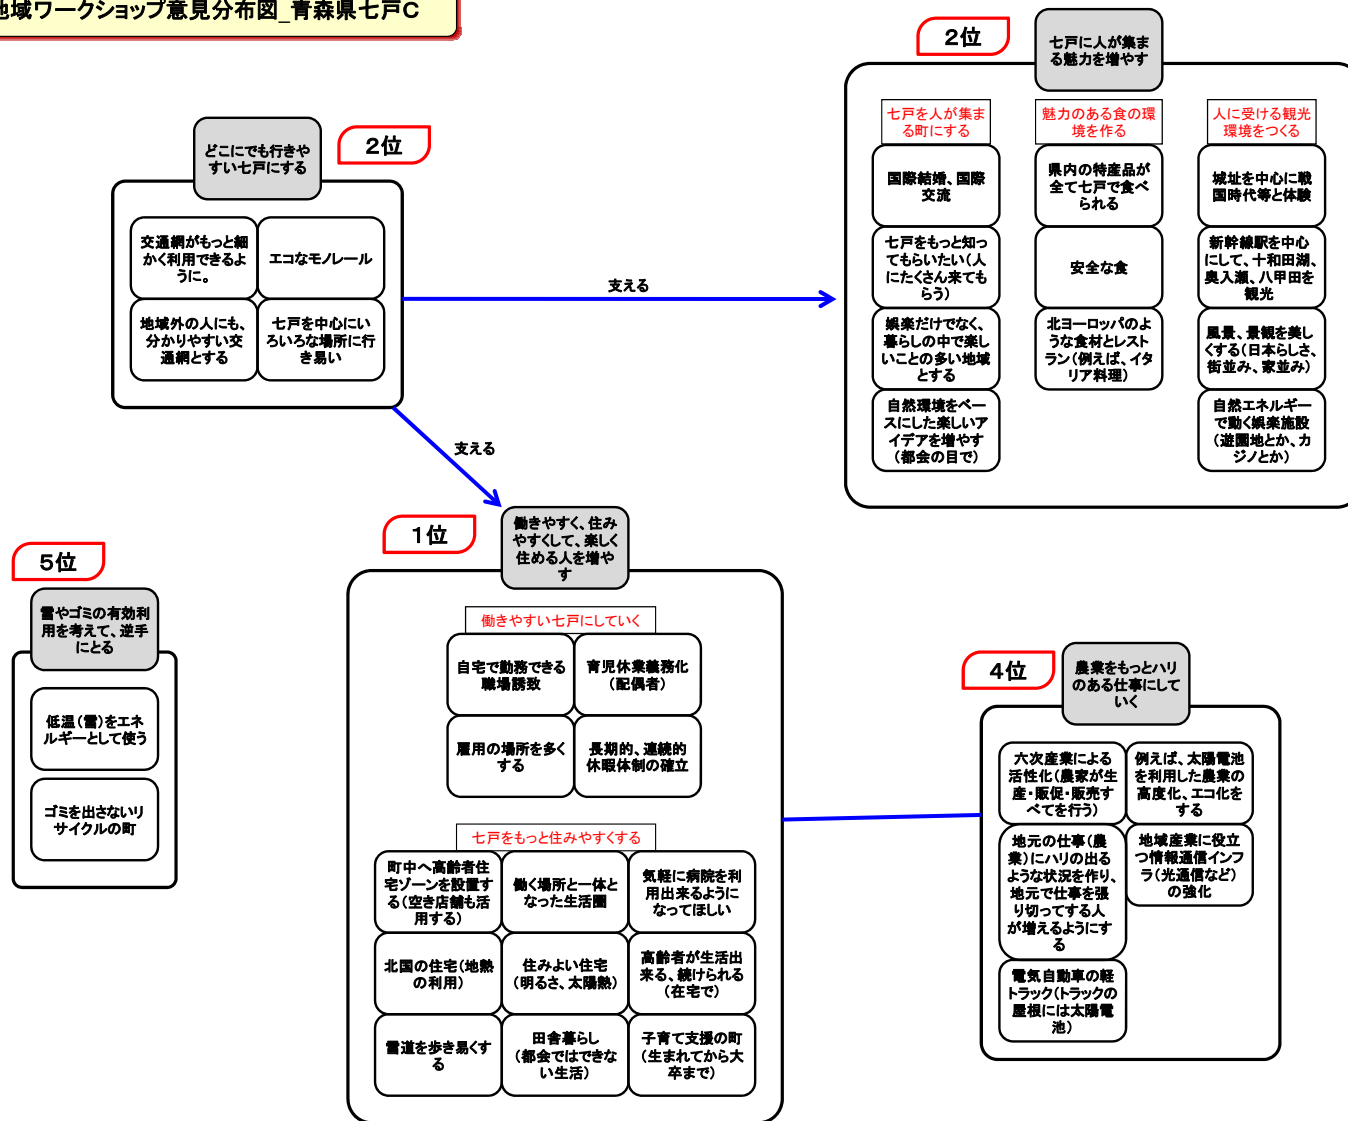 地域ワークショップ意見分布図_青森県七戸C
2位
七戸に人が集ま
る魅力を増やす
七戸を人が集ま
る町にする
国際結婚、国際
交流
七戸をもっと知っ
てもらいたい(人
にたくさん来ても
らう)
娯楽だけでなく、
暮らしの中で楽し
いことの多い地域
とする
自然環境をベー
スにした楽しいア
イデアを増やす
(都会の目で)
魅力のある食の環
境を作る
県内の特産品が
全て七戸で食べ
られる
安全な食
北ヨーロッパのよ
うな食材とレスト
ラン(例えば、イタ
リア料理)
人に受ける観光
環境をつくる
城址を中心に戦
国時代等と体験
新幹線駅を中心
にして、十和田湖、
奥入瀬、八甲田を
観光
風景、景観を美し
くする(日本らしさ、
街並み、家並み)
自然エネルギー
で動く娯楽施設
(遊園地とか、カ
ジノとか)
どこにでも行きや
すい七戸にする
2位
交通網がもっと細
かく利用できるよ
うに。
エコなモノレール
地域外の人にも、
分かりやすい交
通網とする
七戸を中心にい
ろいろな場所に行
き易い
支える
支える
1位
働きやすく、住み
やすくして、楽しく
住める人を増や
す
働きやすい七戸にしていく
自宅で勤務できる
職場誘致
育児休業義務化
(配偶者)
雇用の場所を多く
する
長期的、連続的
休暇体制の確立
七戸をもっと住みやすくする
町中へ高齢者住
宅ゾーンを設置す
る(空き店舗も活
用する)
働く場所と一体と
なった生活圏
気軽に病院を利
用出来るように
なってほしい
北国の住宅(地熱
の利用)
住みよい住宅
(明るさ、太陽熱)
高齢者が生活出
来る、続けられる
(在宅で)
雪道を歩き易くす
る
田舎暮らし
(都会ではできな
い生活)
子育て支援の町
(生まれてから大
卒まで)
5位
雪やゴミの有効利
用を考えて、逆手
にとる
低温(雪)をエネ
ルギーとして使う
ゴミを出さないリ
サイクルの町
4位
農業をもっとハリ
のある仕事にして
いく
六次産業による
活性化(農家が生
産・販促・販売す
べてを行う)
例えば、太陽電池
を利用した農業の
高度化、エコ化を
する
地元の仕事(農
業)にハリの出る
ような状況を作り、
地元で仕事を張
り切ってする人
が増えるようにす
る
地域産業に役立
つ情報通信インフ
ラ(光通信など)
の強化
電気自動車の軽
トラック(トラックの
屋根には太陽電
池)